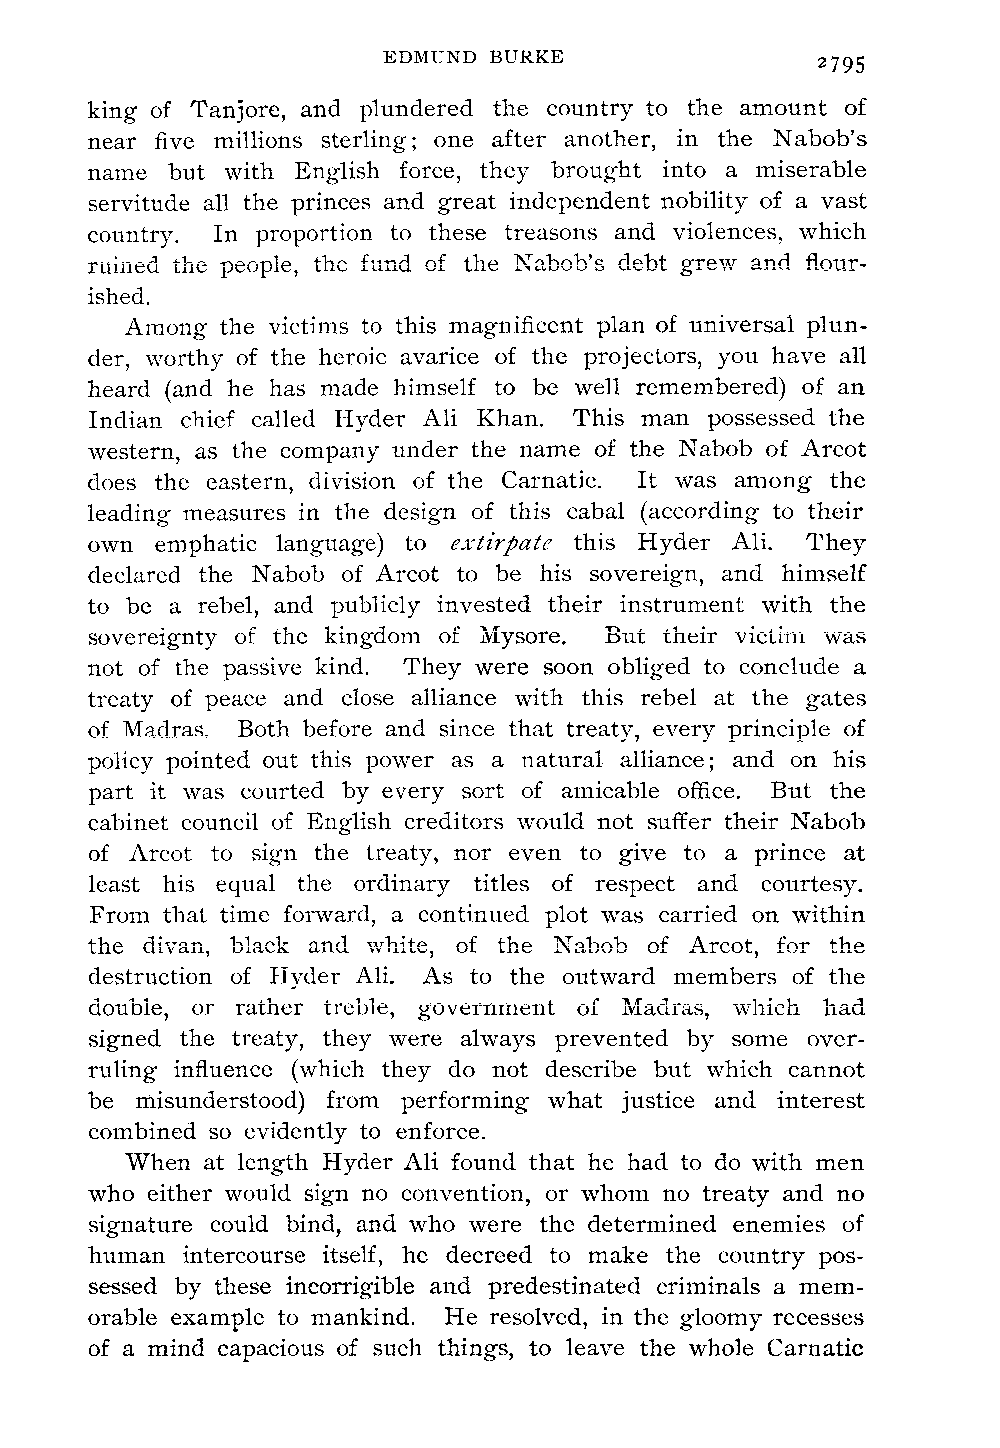 EDMUND BURKE
2795
king of Tanjore, and plundered the country to the amount of
near five millions sterling; one after another, in the Nabob's
name but with English force, they brought into a miserable
servitude all the princes and great independent nobility of a vast
country. In proportion to these treasons and violences, which
ruined the people, the fund of the Nabob's debt grew and flour-
ished.
Among the victims to this magnificent plan of universal plun-
der, worthy of the heroic avarice of the projectors, you have all
heard (and he has made himself to be well remembered) of an
Indian chief called Hyder Ali Khan. This man possessed the
western, as the company under the name of the Nabob of Arcot
does the eastern, division of the Carnatic. It was among the
leading measures in the design of this cabal (according to their
own emphatic language) to extirpate this Hyder Ali. They
declared the Nabob of Arcot to be his sovereign, and himself
to be a rebel, and publicly invested their instrument with the
sovereignty of the kingdom of Mysore. But their victim was
not of the passive kind. They were soon obliged to conclude a
treaty of peace and close alliance with this rebel at the gates
of Madras. Both before and since that treaty, every principle of
policy pointed out this power as a natural alliance; and on his
part it was courted by every sort of amicable office. But the
cabinet council of English creditors would not suffer their Nabob
of Arcot to sign the treaty, nor even to give to a prince at
least his equal the ordinary titles of respect and courtesy.
From that time forward, a continued plot was carried on within
the divan, black and white, of the Nabob of Arcot, for the
destruction of Hyder Ali. As to the outward members of the
double, or rather treble, government of Madras, which had
signed the treaty, they were always prevented by some over-
ruling influence (which they do not describe but which cannot
be misunderstood) from performing what justice and interest
combined so evidently to enforce.
When at length Hyder Ali found that he had to do with men
who either would sign no convention, or whom no treaty and no
signature could bind, and who were the determined enemies of
human intercourse itself, he decreed to make the country pos-
sessed by these incorrigible and predestinated criminals a mem-
orable example to mankind. He resolved, in the gloomy recesses
of a mind capacious of such things, to leave the whole Carnatic